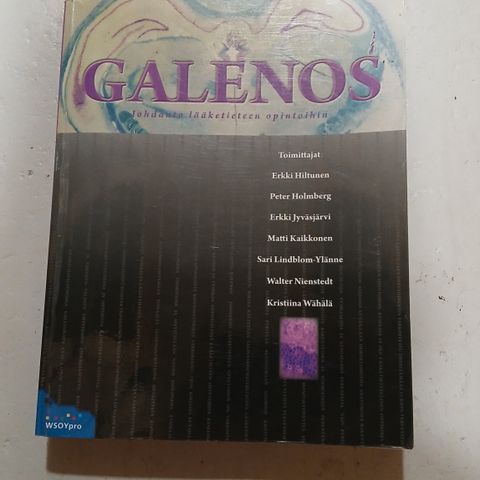 GALENOS
Johdanto lääketieteen opintoihin
Toimittajat
Erkki Hiltunen
Peter Holmberg
Erkki Jyväsjärvi
Matti Kaikkonen
Sari Lindblom-Ylänne
Walter Nienstedt
Kristiina Wähälä
WSOYpro